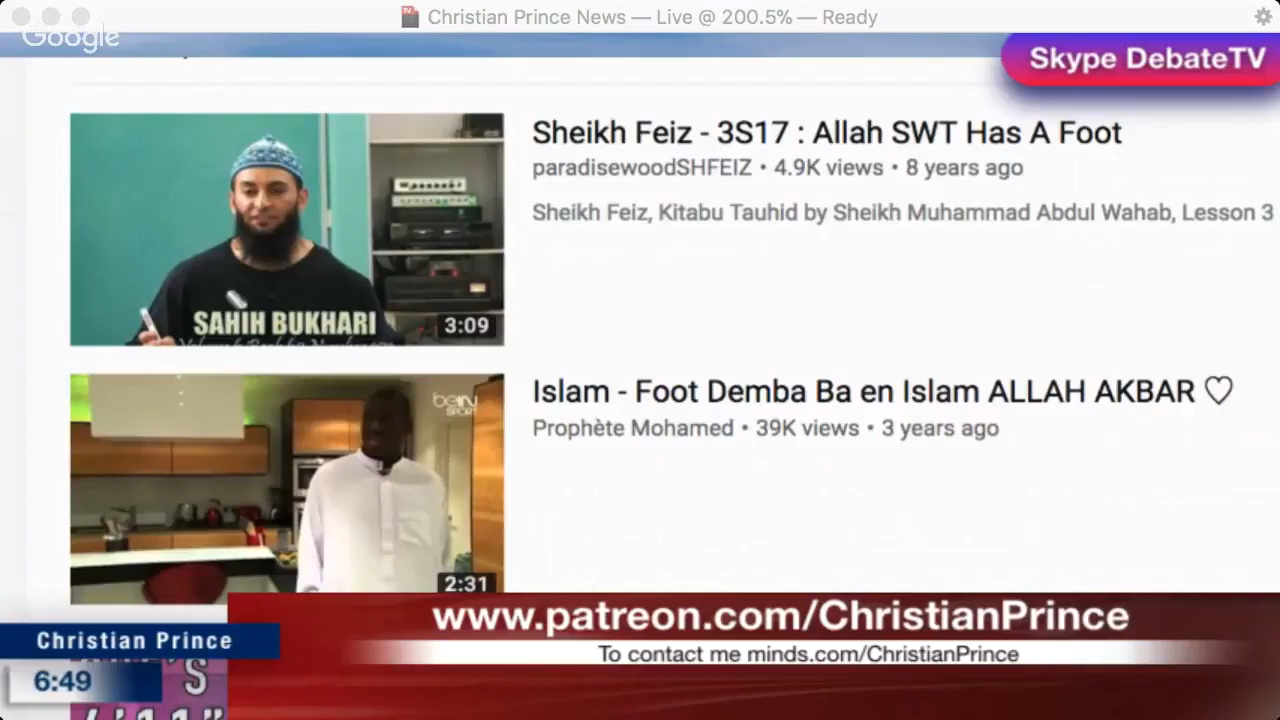 Christian Prince News — Live @ 200.5% — Ready
Google
Skype DebateTV
Sheikh Feiz - 3S17 : Allah SWT Has A Foot
paradisewoodSHFEIZ • 4.9K views • 8 years ago
Sheikh Feiz, Kitabu Tauhid by Sheikh Muhammad Abdul Wahab, Lesson 3
SAHIH BUKHARI
3:09
Islam - Foot Demba Ba en Islam ALLAH AKBAR ♡
Prophète Mohamed • 39K views • 3 years ago
beIN
SPORT
2:31
www.patreon.com/ChristianPrince
To contact me minds.com/ChristianPrince
Christian Prince
6:49